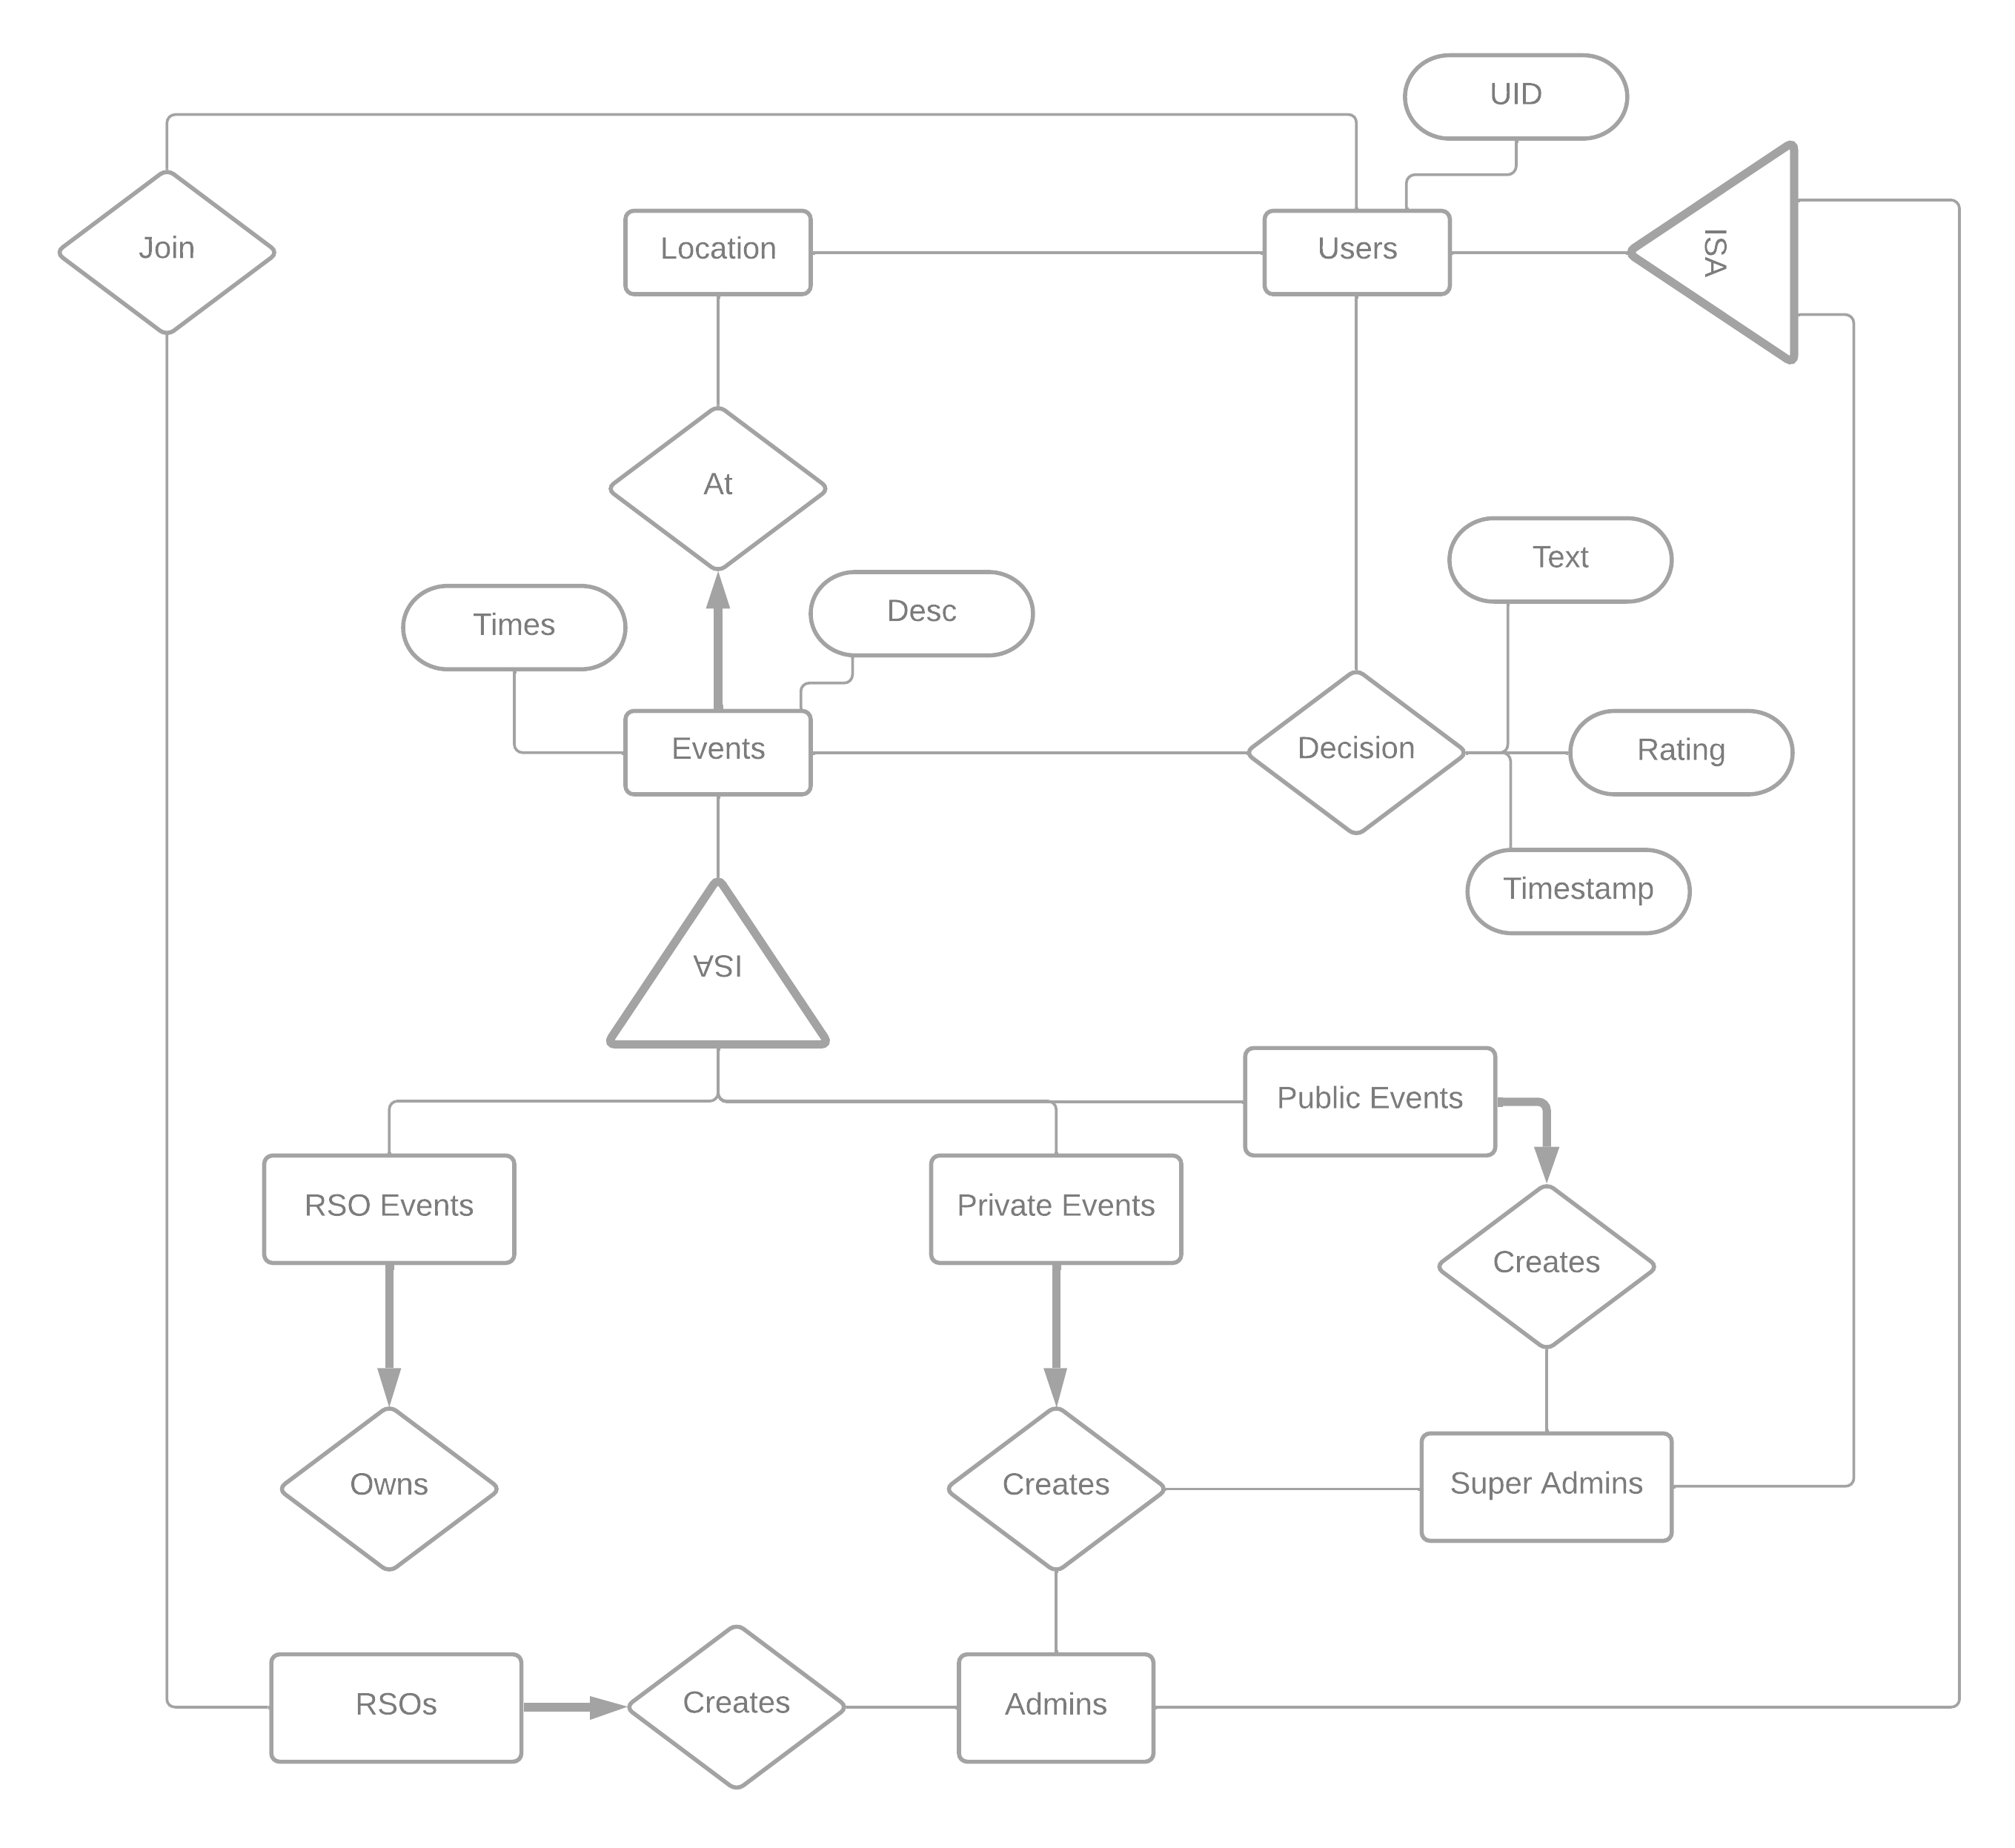 UID
Join
Location
Users
ISA
At
Text
Times
Desc
Events
Decision
Rating
Timestamp
ISA
Public Events
RSO Events
Private Events
Creates
Owns
Creates
Super Admins
RSOs
Creates
Admins